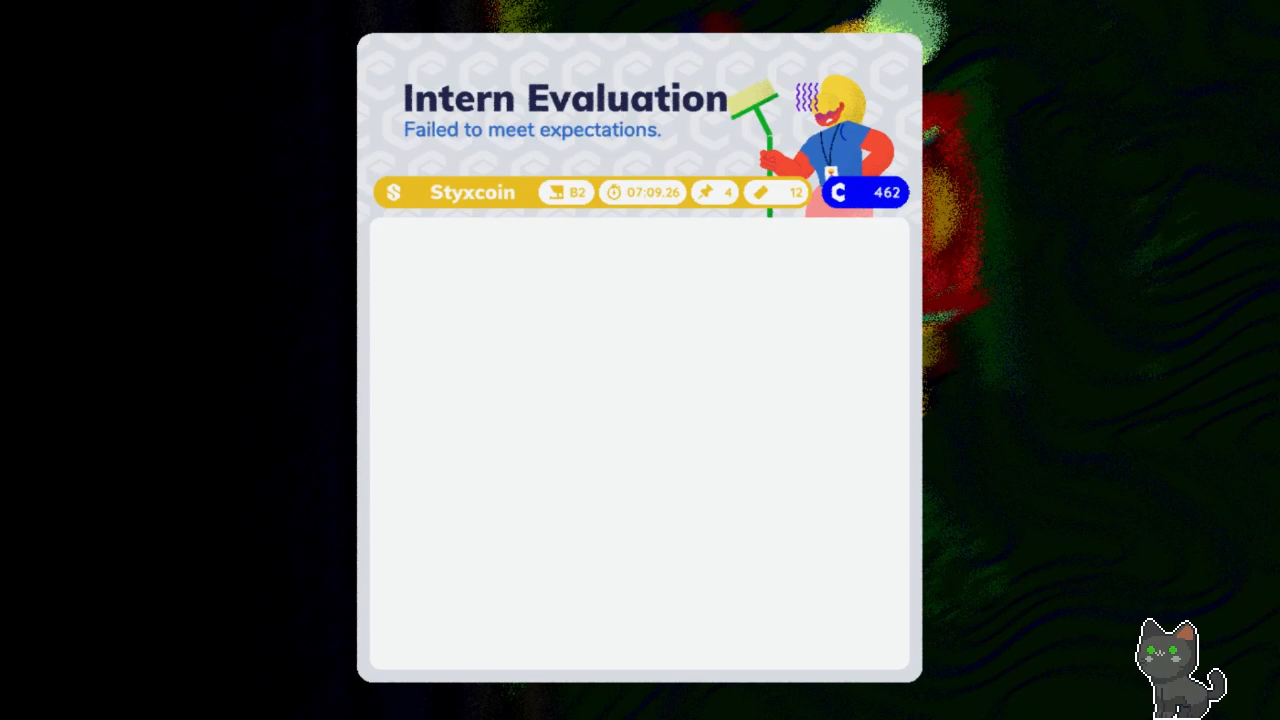 Intern Evaluation
Failed to meet expectations.
Styxcoin B2 07:09.26 4 12 462